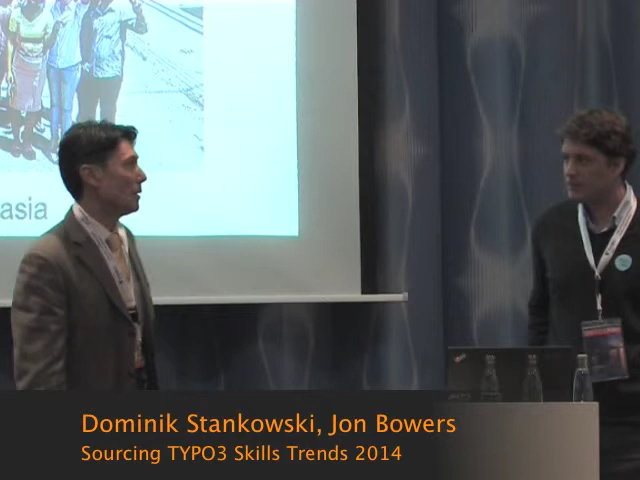 asia
Dominik Stankowski, Jon Bowers
Sourcing TYPO3 Skills Trends 2014